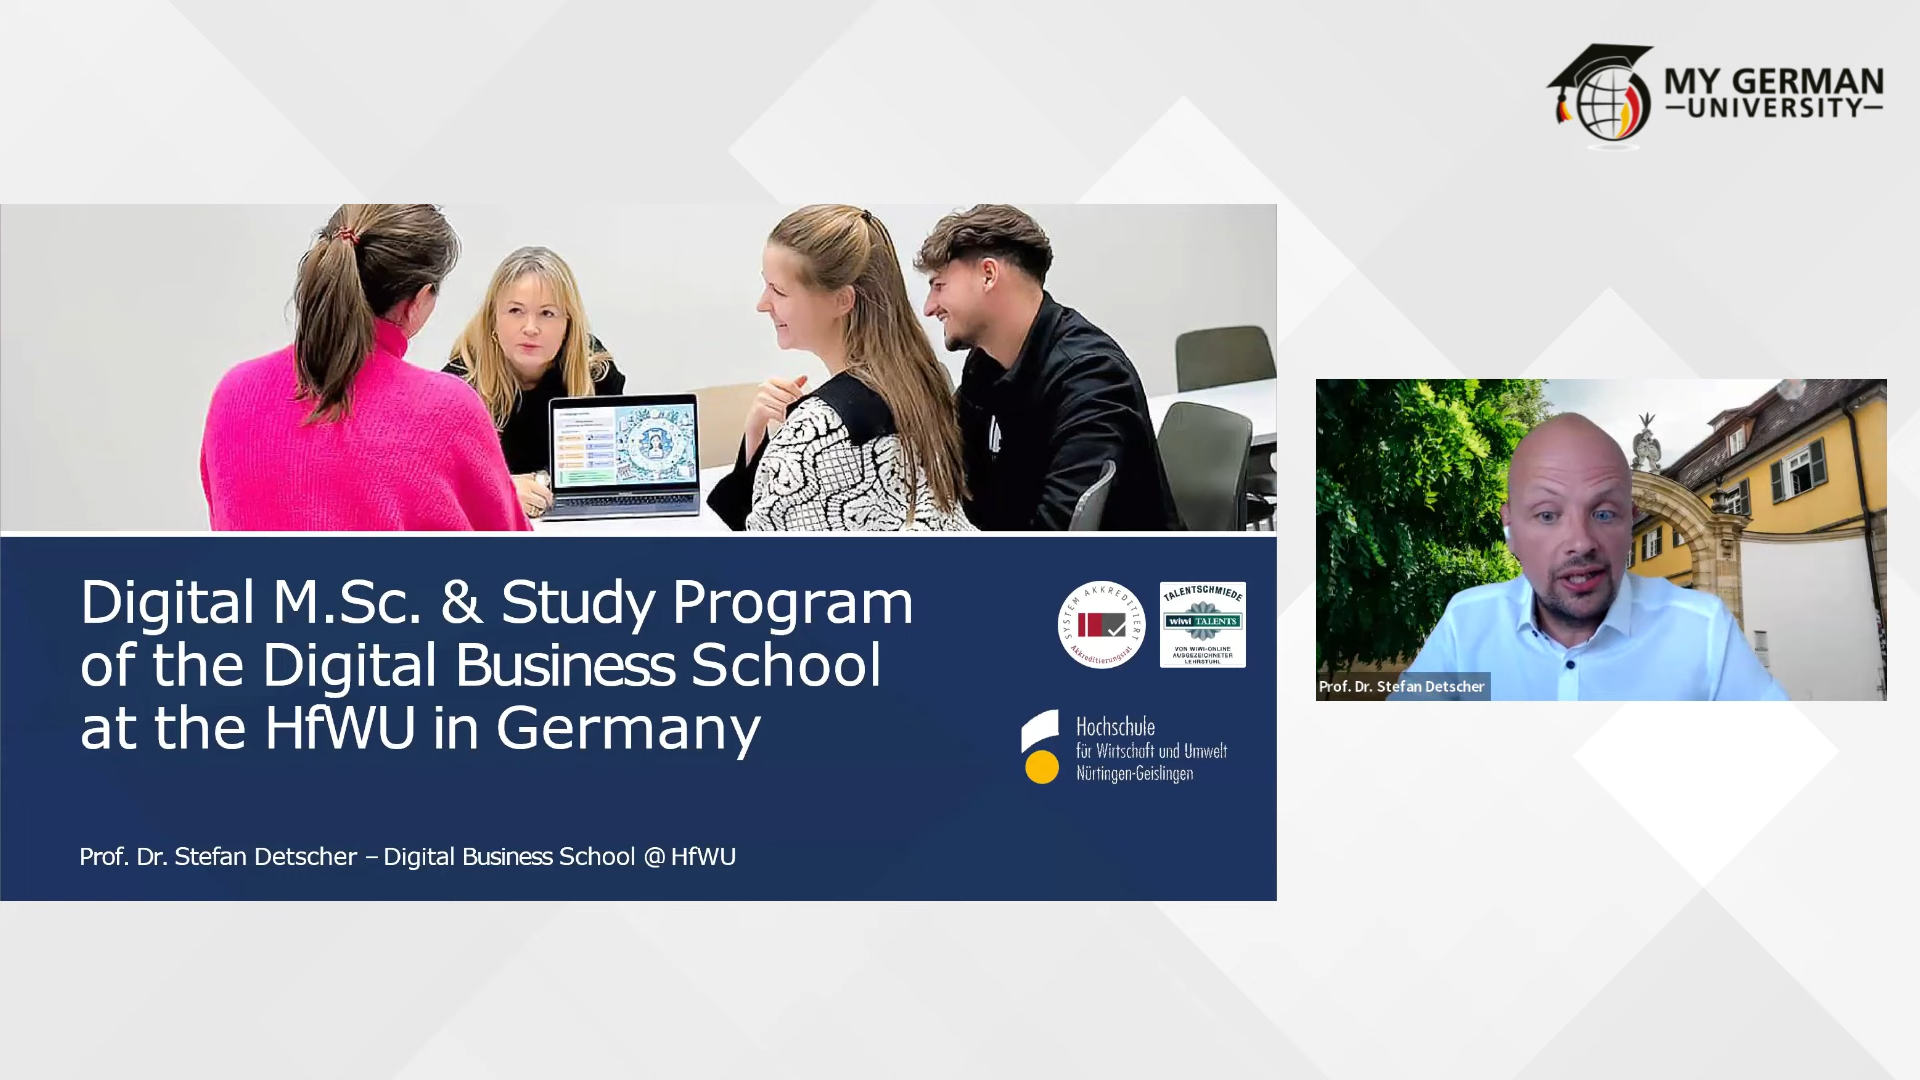 MY GERMAN
UNIVERSITY
Digital M.Sc. & Study Program
of the Digital Business School
at the HfWU in Germany
Prof. Dr. Stefan Detscher – Digital Business School @ HfWU
SYSTEM AKKREDITIERT
Akkreditierungsrat
TALENTSCHMIEDE
wiwi TALENTS
VON WIWI-ONLINE
AUSGEZEICHNETER
LEHRSTUHL
Hochschule
für Wirtschaft und Umwelt
Nürtingen-Geislingen
Prof. Dr. Stefan Detscher